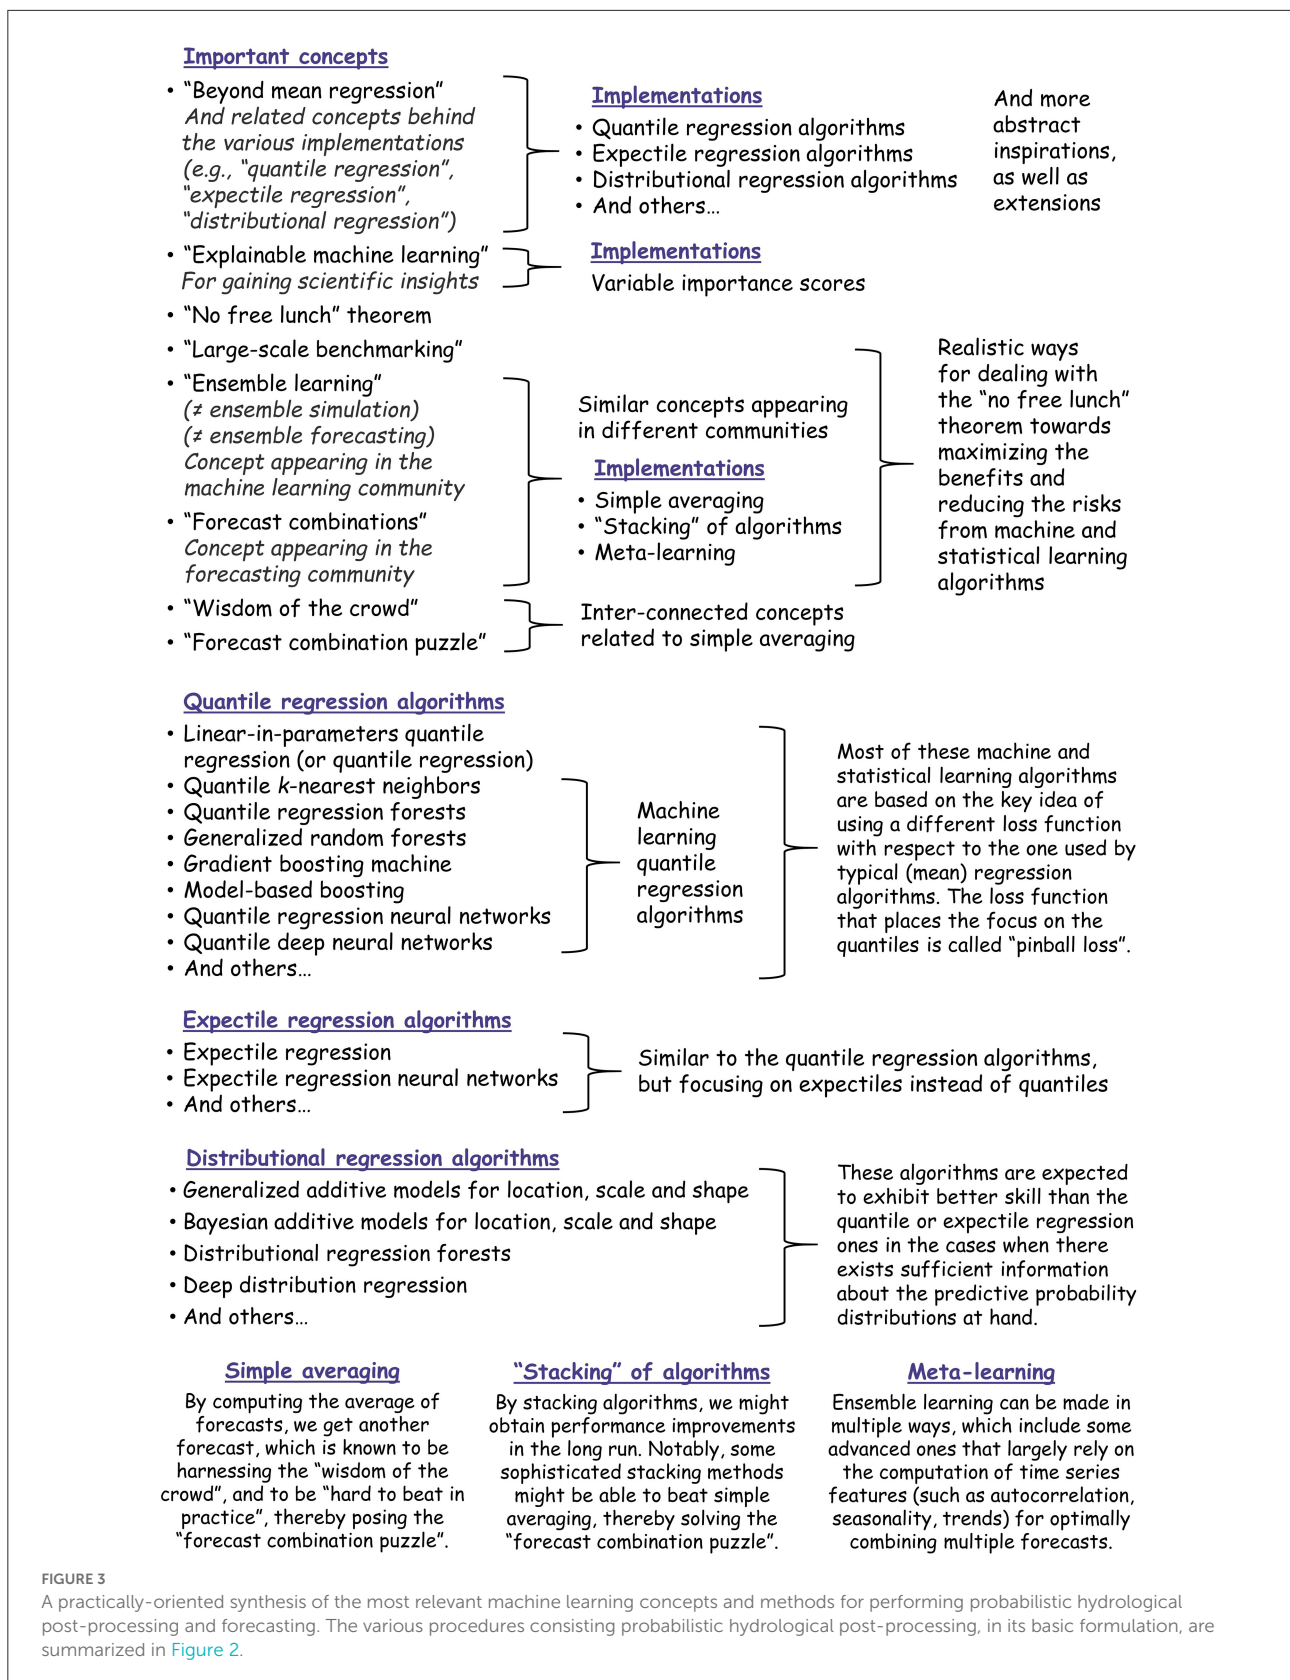 Important concepts
• “Beyond mean regression”
And related concepts behind
the various implementations
(e.g., “quantile regression”,
“expectile regression”,
“distributional regression”)
Implementations
• Quantile regression algorithms
• Expectile regression algorithms
• Distributional regression algorithms
• And others…
And more
abstract
inspirations,
as well as
extensions
• “Explainable machine learning”
For gaining scientific insights
Implementations
Variable importance scores
• “No free lunch” theorem
• “Large-scale benchmarking”
• “Ensemble learning”
(≠ ensemble simulation)
(≠ ensemble forecasting)
Concept appearing in the
machine learning community
• “Forecast combinations”
Concept appearing in the
forecasting community
Similar concepts appearing
in different communities
Implementations
• Simple averaging
• “Stacking” of algorithms
• Meta-learning
Realistic ways
for dealing with
the “no free lunch”
theorem towards
maximizing the
benefits and
reducing the risks
from machine and
statistical learning
algorithms
• “Wisdom of the crowd”
• “Forecast combination puzzle”
Inter-connected concepts
related to simple averaging
Quantile regression algorithms
• Linear-in-parameters quantile
regression (or quantile regression)
• Quantile k-nearest neighbors
• Quantile regression forests
• Generalized random forests
• Gradient boosting machine
• Model-based boosting
• Quantile regression neural networks
• Quantile deep neural networks
• And others…
Machine
learning
quantile
regression
algorithms
Most of these machine and
statistical learning algorithms
are based on the key idea of
using a different loss function
with respect to the one used by
typical (mean) regression
algorithms. The loss function
that places the focus on the
quantiles is called “pinball loss”.
Expectile regression algorithms
• Expectile regression
• Expectile regression neural networks
• And others…
Similar to the quantile regression algorithms,
but focusing on expectiles instead of quantiles
Distributional regression algorithms
• Generalized additive models for location, scale and shape
• Bayesian additive models for location, scale and shape
• Distributional regression forests
• Deep distribution regression
• And others…
These algorithms are expected
to exhibit better skill than the
quantile or expectile regression
ones in the cases when there
exists sufficient information
about the predictive probability
distributions at hand.
Simple averaging
By computing the average of
forecasts, we get another
forecast, which is known to be
harnessing the “wisdom of the
crowd”, and to be “hard to beat in
practice”, thereby posing the
“forecast combination puzzle”.
“Stacking” of algorithms
By stacking algorithms, we might
obtain performance improvements
in the long run. Notably, some
sophisticated stacking methods
might be able to beat simple
averaging, thereby solving the
“forecast combination puzzle”.
Meta-learning
Ensemble learning can be made in
multiple ways, which include some
advanced ones that largely rely on
the computation of time series
features (such as autocorrelation,
seasonality, trends) for optimally
combining multiple forecasts.
FIGURE 3
A practically-oriented synthesis of the most relevant machine learning concepts and methods for performing probabilistic hydrological
post-processing and forecasting. The various procedures consisting probabilistic hydrological post-processing, in its basic formulation, are
summarized in Figure 2.